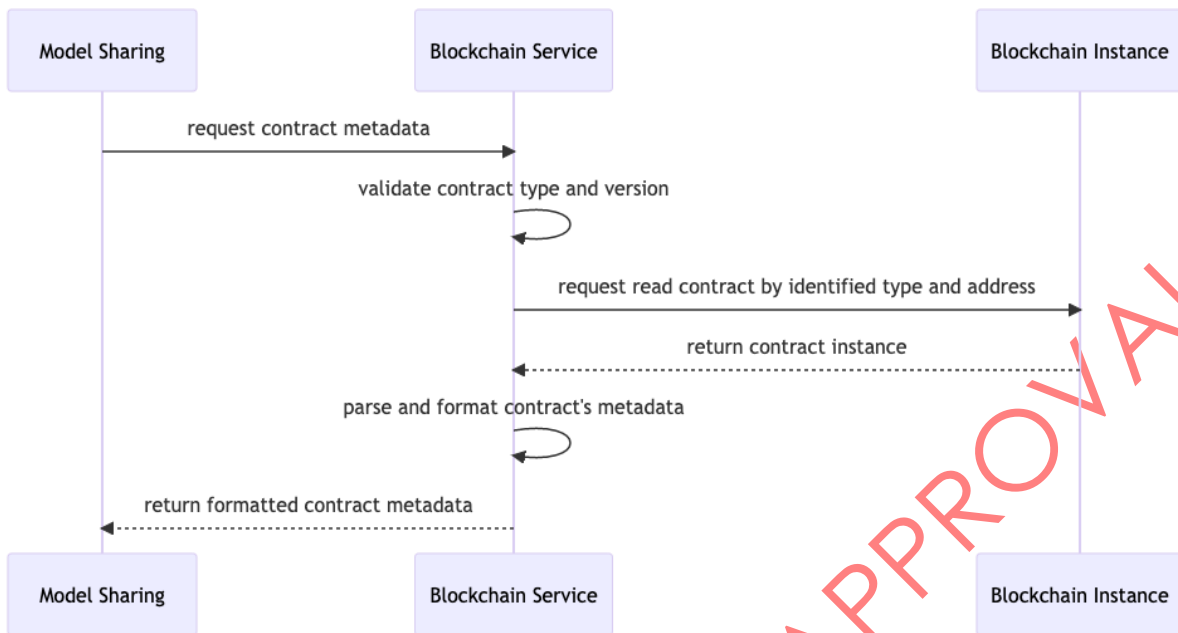 Model Sharing
Blockchain Service
Blockchain Instance
request contract metadata
validate contract type and version
request read contract by identified type and address
return contract instance
parse and format contract's metadata
return formatted contract metadata
Model Sharing
Blockchain Service
Blockchain Instance
APPROVAL